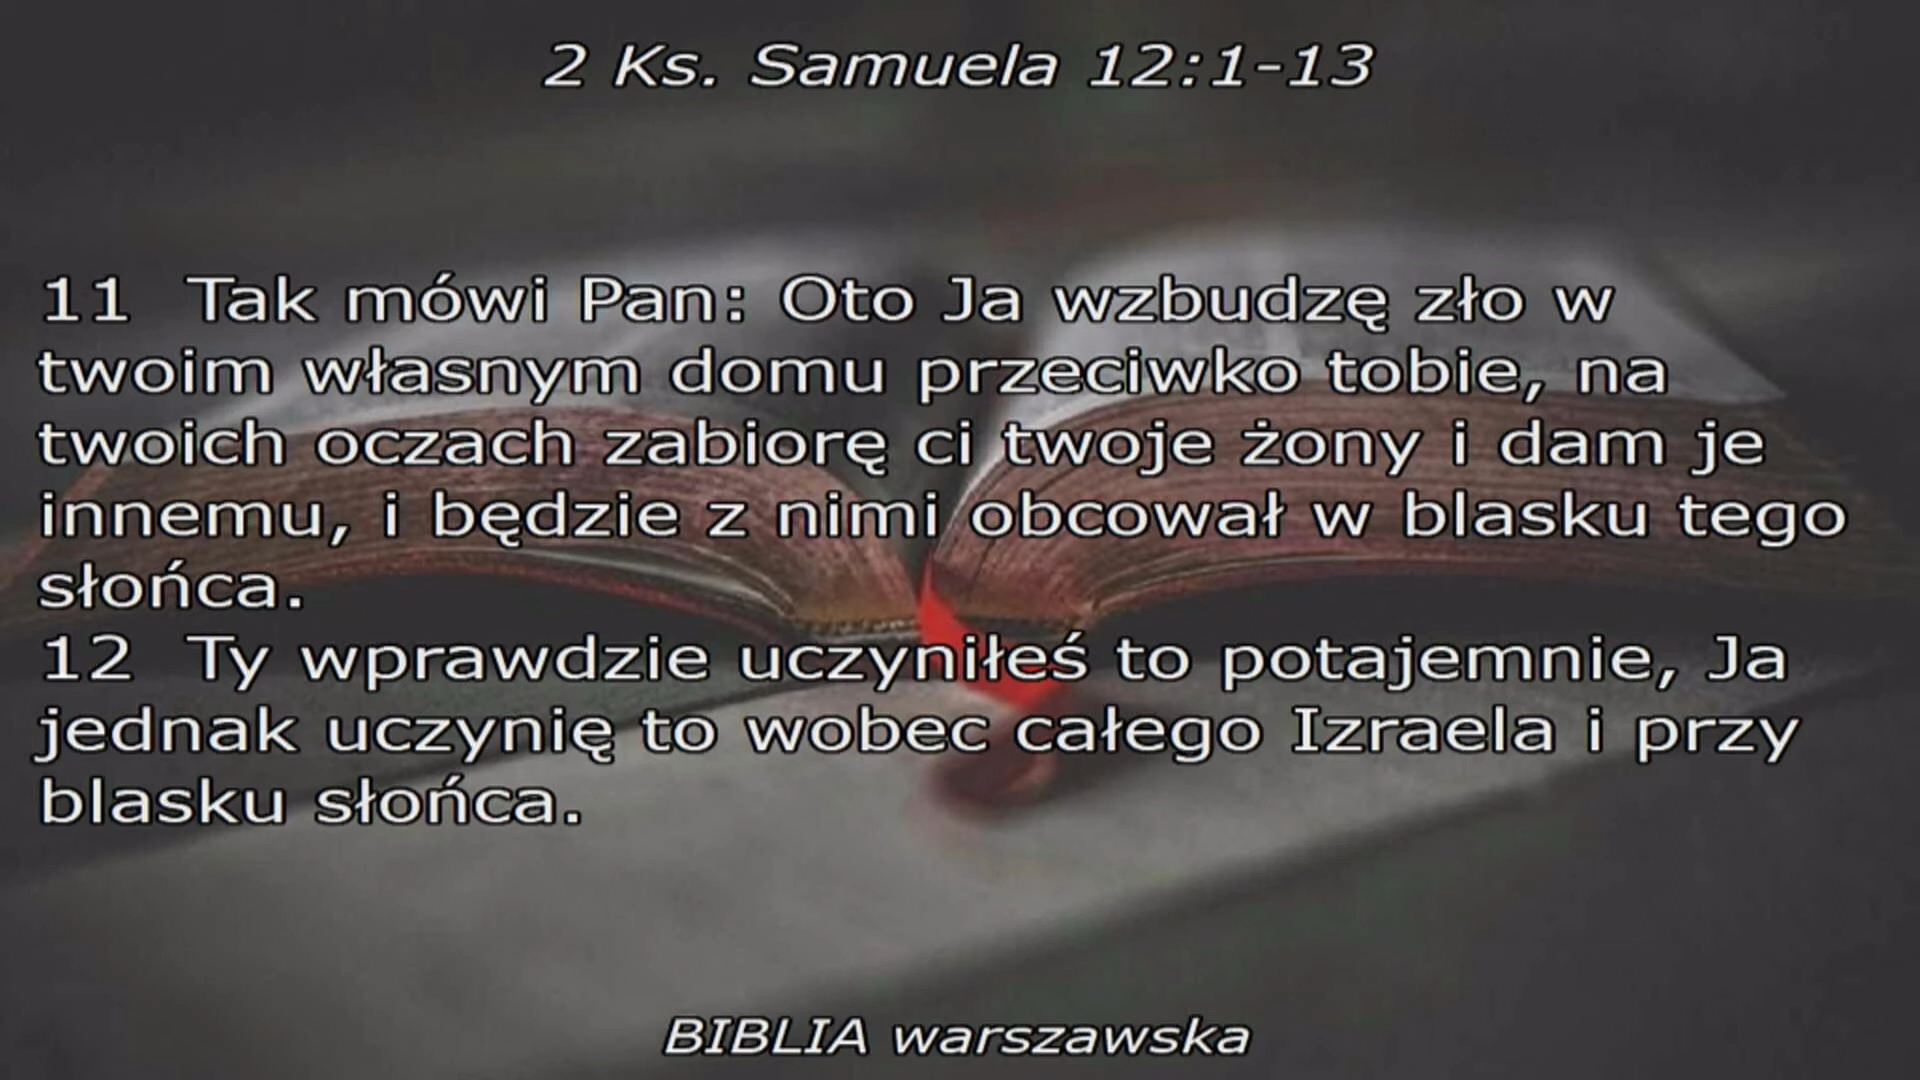 2 Ks. Samuela 12:1-13
11 Tak mówi Pan: Oto Ja wzbudzę zło w
twoim własnym domu przeciwko tobie, na
twoich oczach zabiorę ci twoje żony i dam je
innemu, i będzie z nimi obcował w blasku tego
słońca.
12 Ty wprawdzie uczyniłeś to potajemnie, Ja
jednak uczynię to wobec całego Izraela i przy
blasku słońca.
BIBLIA warszawska